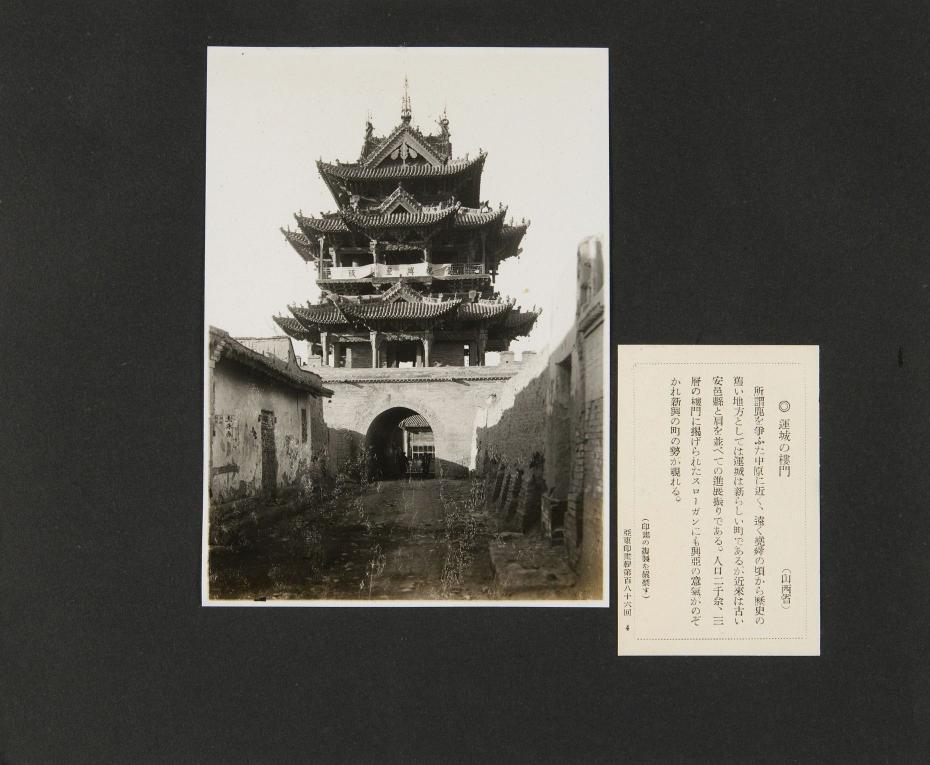 ◎ 運城の樓門
(山西省)
所謂鹿を爭ふた中原に近く、遠く堯舜の頃から歷史の
舊い地方としては運城は新らしい町であるが近來は古い
安邑縣と肩を並べての進展振りである。人口二千余、三
層の樓門に揚げられたスローガンにも興亞の意氣がのぞ
かれ新興の町の勢が覗れる。
(印畫の複製を嚴禁す)
亞東印畫輯第百八十六回 4